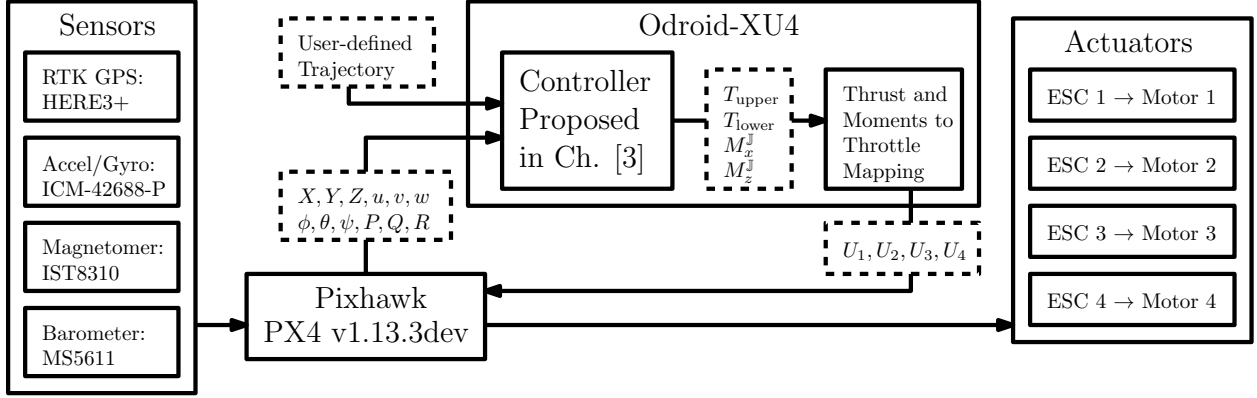 Sensors
RTK GPS:
HERE3+
Accel/Gyro:
ICM-42688-P
Magnetomer:
IST8310
Barometer:
MS5611
User-defined
Trajectory
X, Y, Z, u, v, w
ϕ, θ, ψ, P, Q, R
Pixhawk
PX4 v1.13.3dev
Odroid-XU4
Controller
Proposed
in Ch. [3]
T_upper
T_lower
M_x^𝕁
M_z^𝕁
Thrust and
Moments to
Throttle
Mapping
U_1, U_2, U_3, U_4
Actuators
ESC 1 → Motor 1
ESC 2 → Motor 2
ESC 3 → Motor 3
ESC 4 → Motor 4